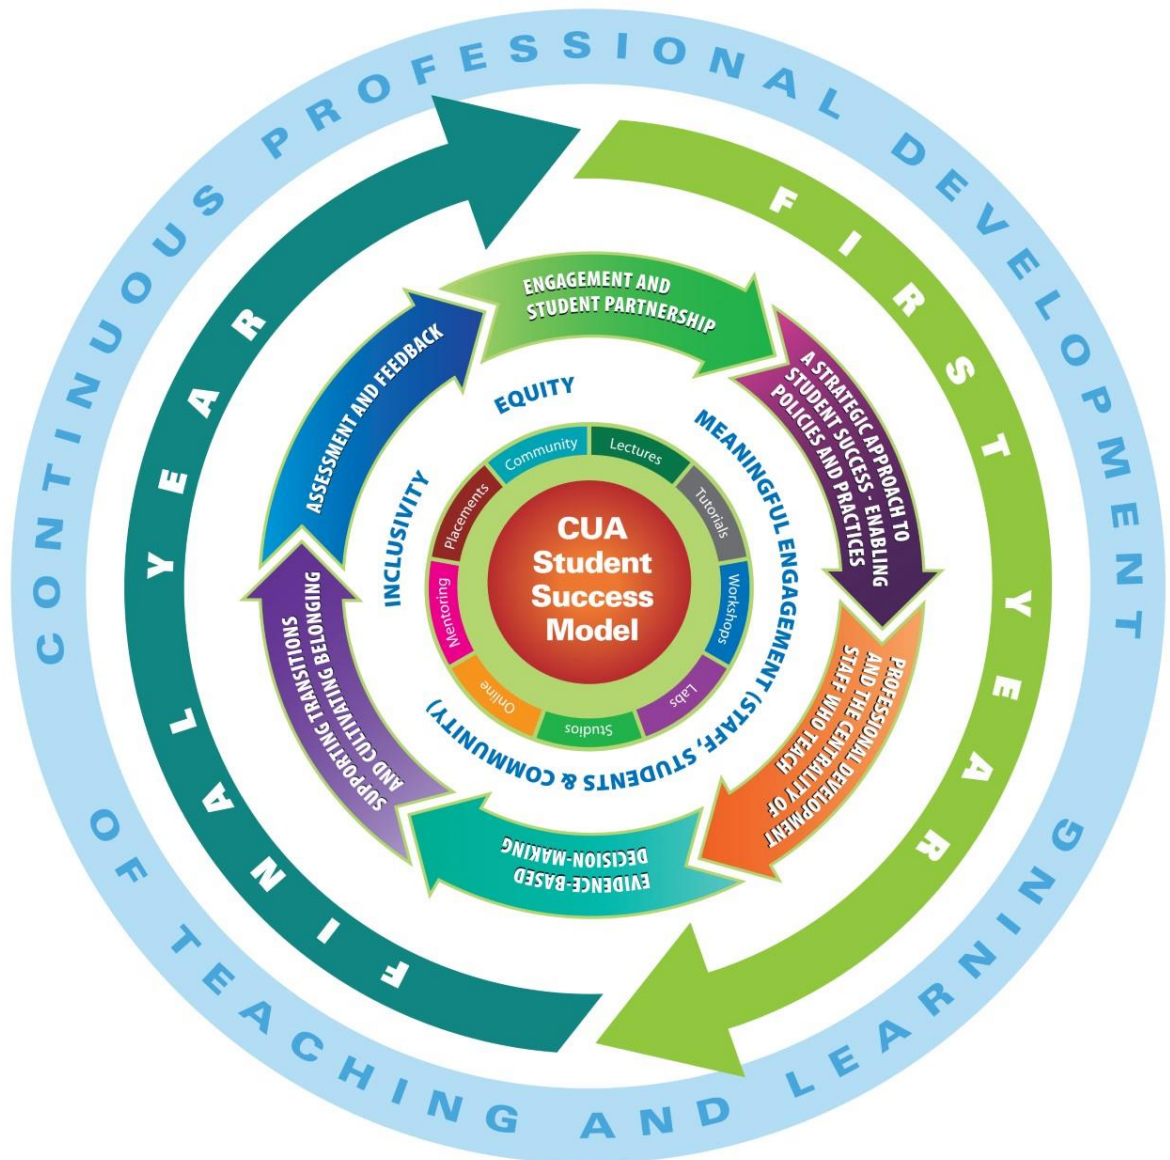 CONTINUOUS PROFESSIONAL DEVELOPMENT
OF TEACHING AND LEARNING
FIRST YEAR
FINAL YEAR
ENGAGEMENT AND
STUDENT PARTNERSHIP
A STRATEGIC APPROACH TO
STUDENT SUCCESS - ENABLING
POLICIES AND PRACTICES
PROFESSIONAL DEVELOPMENT
AND THE CENTRALITY OF
STAFF WHO TEACH
EVIDENCE-BASED
DECISION-MAKING
SUPPORTING TRANSITIONS
AND CULTIVATING BELONGING
ASSESSMENT AND FEEDBACK
EQUITY
MEANINGFUL ENGAGEMENT (STAFF, STUDENTS & COMMUNITY)
INCLUSIVITY
Community
Lectures
Tutorials
Workshops
Labs
Studios
Online
Mentoring
Placements
CUA
Student
Success
Model